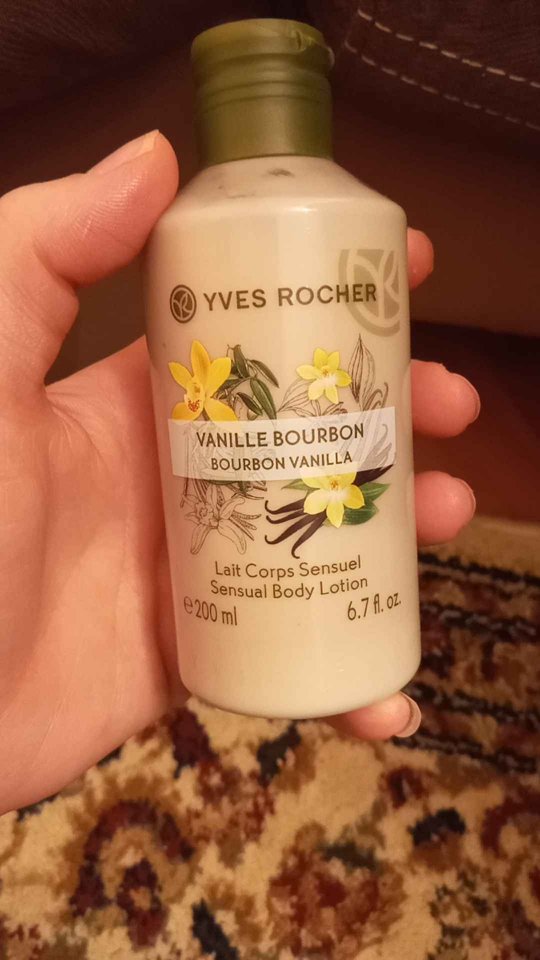 YVES ROCHER
VANILLE BOURBON
BOURBON VANILLA
Lait Corps Sensuel
Sensual Body Lotion
℮ 200 ml 6.7 fl. oz.